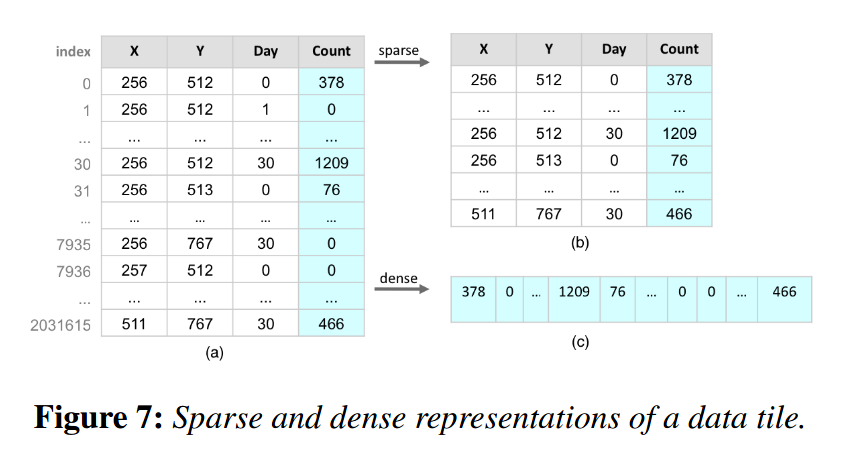 index X Y Day Count
0 256 512 0 378
1 256 512 1 0
... ... ... ... ...
30 256 512 30 1209
31 256 513 0 76
... ... ... ... ...
7935 256 767 30 0
7936 257 512 0 0
... ... ... ... ...
2031615 511 767 30 466
(a)
sparse
X Y Day Count
256 512 0 378
... ... ... ...
256 512 30 1209
256 513 0 76
... ... ... ...
511 767 30 466
(b)
dense
378 0 ... 1209 76 ... 0 0 ... 466
(c)
Figure 7: Sparse and dense representations of a data tile.